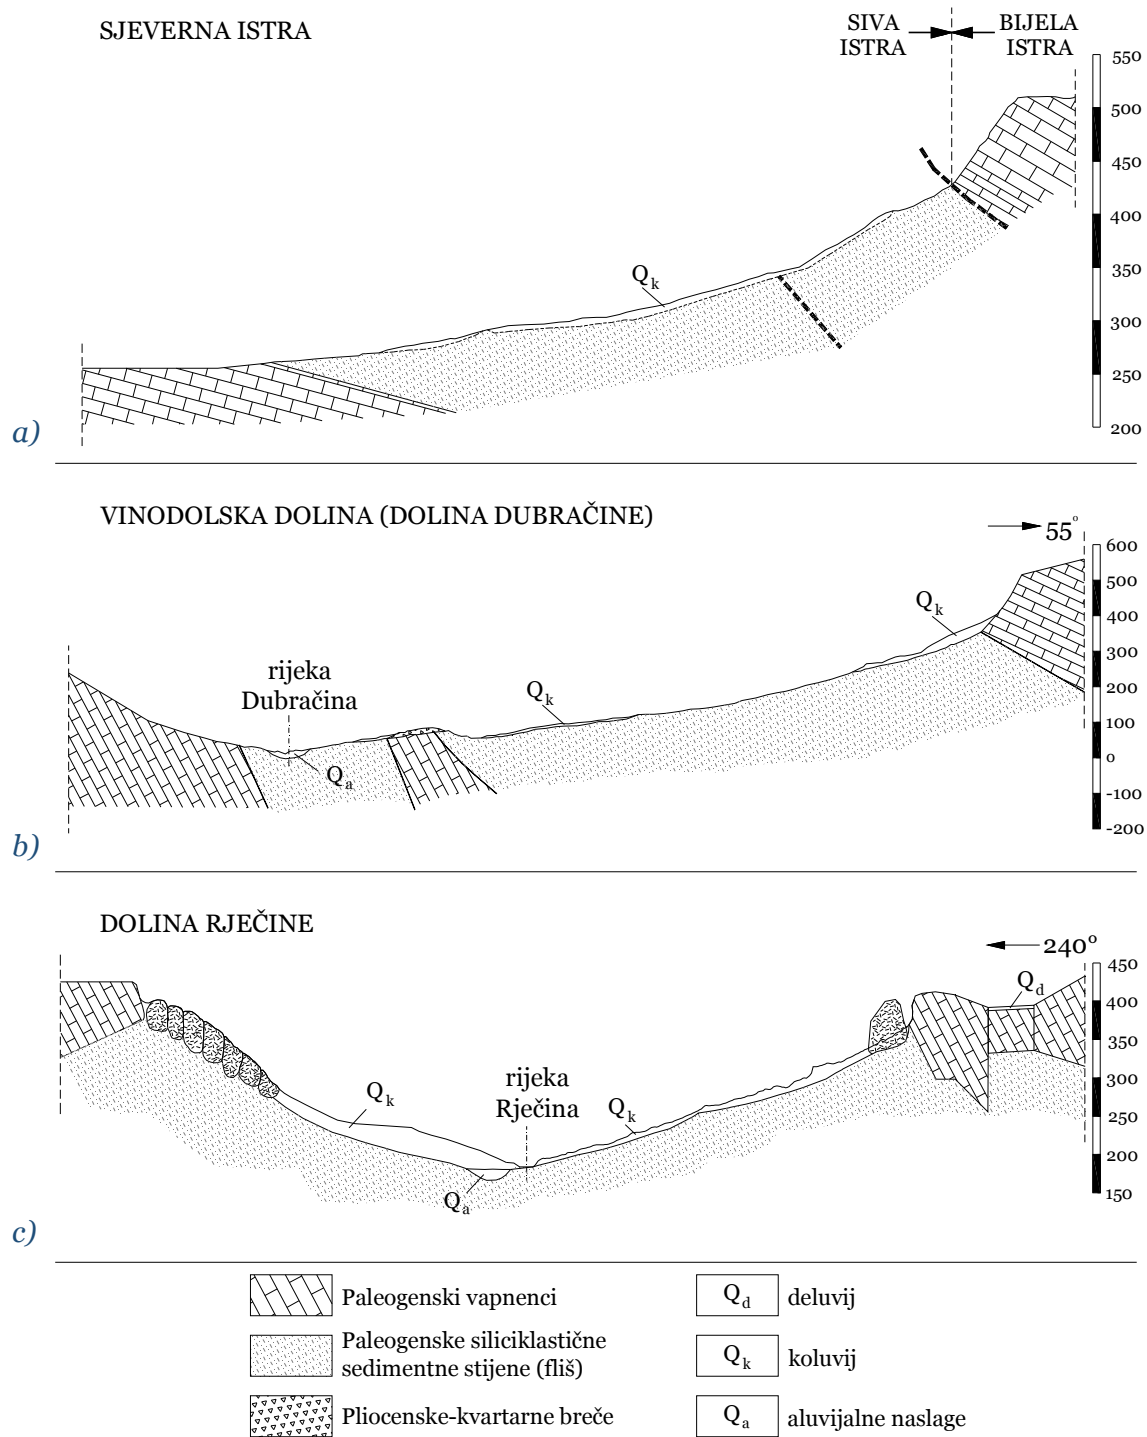 SJEVERNA ISTRA
SIVA
ISTRA
BIJELA
ISTRA
550
500
450
400
350
300
250
200
Qk
a)
VINODOLSKA DOLINA (DOLINA DUBRAČINE)
55°
600
500
400
300
200
100
0
-100
-200
Qk
rijeka
Dubračina
Qk
Qa
b)
DOLINA RJEČINE
240°
450
400
350
300
250
200
150
Qd
rijeka
Rječina
Qk
Qk
Qa
c)
Paleogenski vapnenci
Paleogenske siliciklastične
sedimentne stijene (fliš)
Pliocenske-kvartarne breče
Qd deluvij
Qk koluvij
Qa aluvijalne naslage